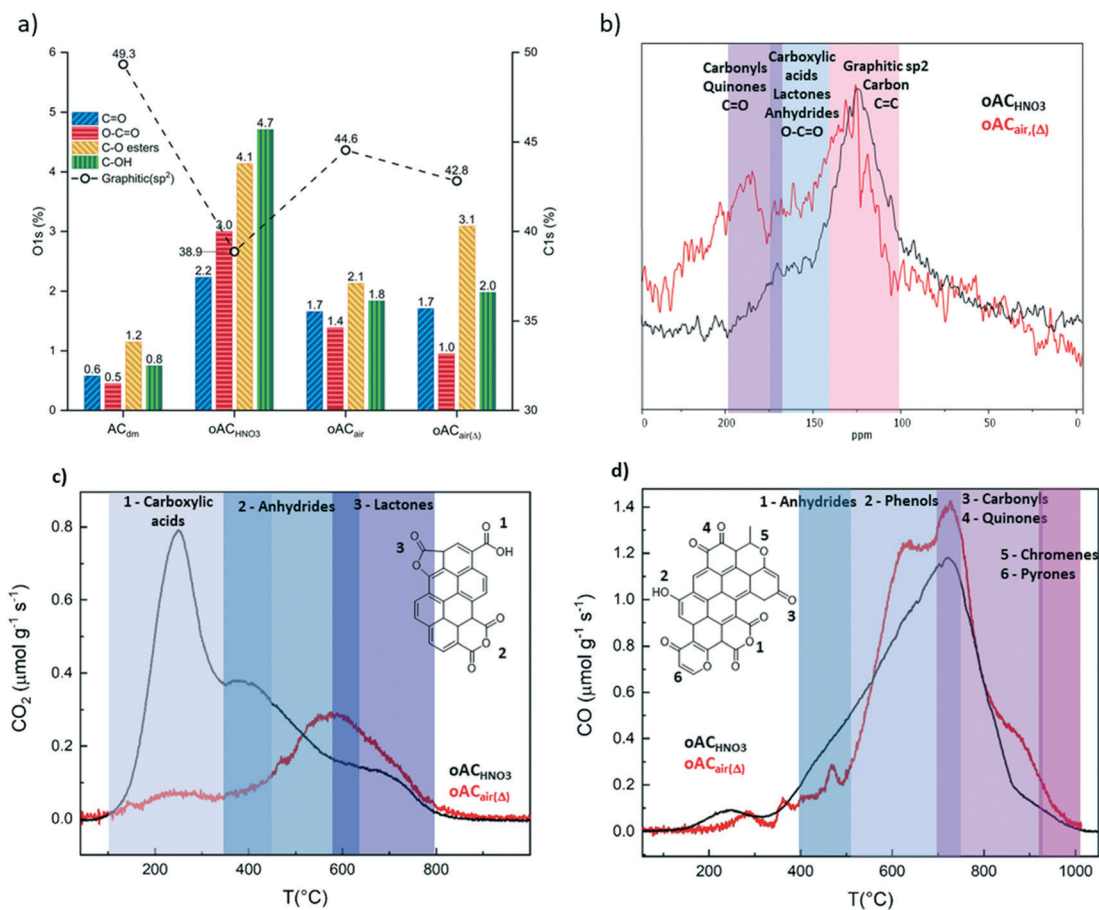 a)
49.3
6
5
4
3
2
1
0
O1s (%)
C=O
O-C=O
C-O esters
C-OH
Graphitic(sp²)
0.6
0.5
1.2
0.8
38.9
2.2
3.0
4.1
4.7
44.6
1.7
1.4
2.1
1.8
42.8
1.7
1.0
3.1
2.0
50
45
40
35
30
C1s (%)
ACdm
oACHNO3
oACair
oACair(Δ)
b)
Carbonyls
Quinones
C=O
Carboxylic
acids
Lactones
Anhydrides
O-C=O
Graphitic sp2
Carbon
C=C
oACHNO3
oACair,(Δ)
0
200
150
100
50
0
ppm
c)
1 - Carboxylic
acids
2 - Anhydrides
3 - Lactones
0.8
0.6
0.4
0.2
0.0
CO₂ (μmol g⁻¹ s⁻¹)
O
1
OH
3
O
O
O
O
O
2
oACHNO3
oACair(Δ)
200
400
600
800
T(°C)
d)
1 - Anhydrides
2 - Phenols
3 - Carbonyls
4 - Quinones
5 - Chromenes
6 - Pyrones
1.4
1.2
1.0
0.8
0.6
0.4
0.2
0.0
CO (μmol g⁻¹ s⁻¹)
4
O
O
5
O
2
HO
O
3
O
O
O
1
O
O
6
oACHNO3
oACair(Δ)
200
400
600
800
1000
T(°C)